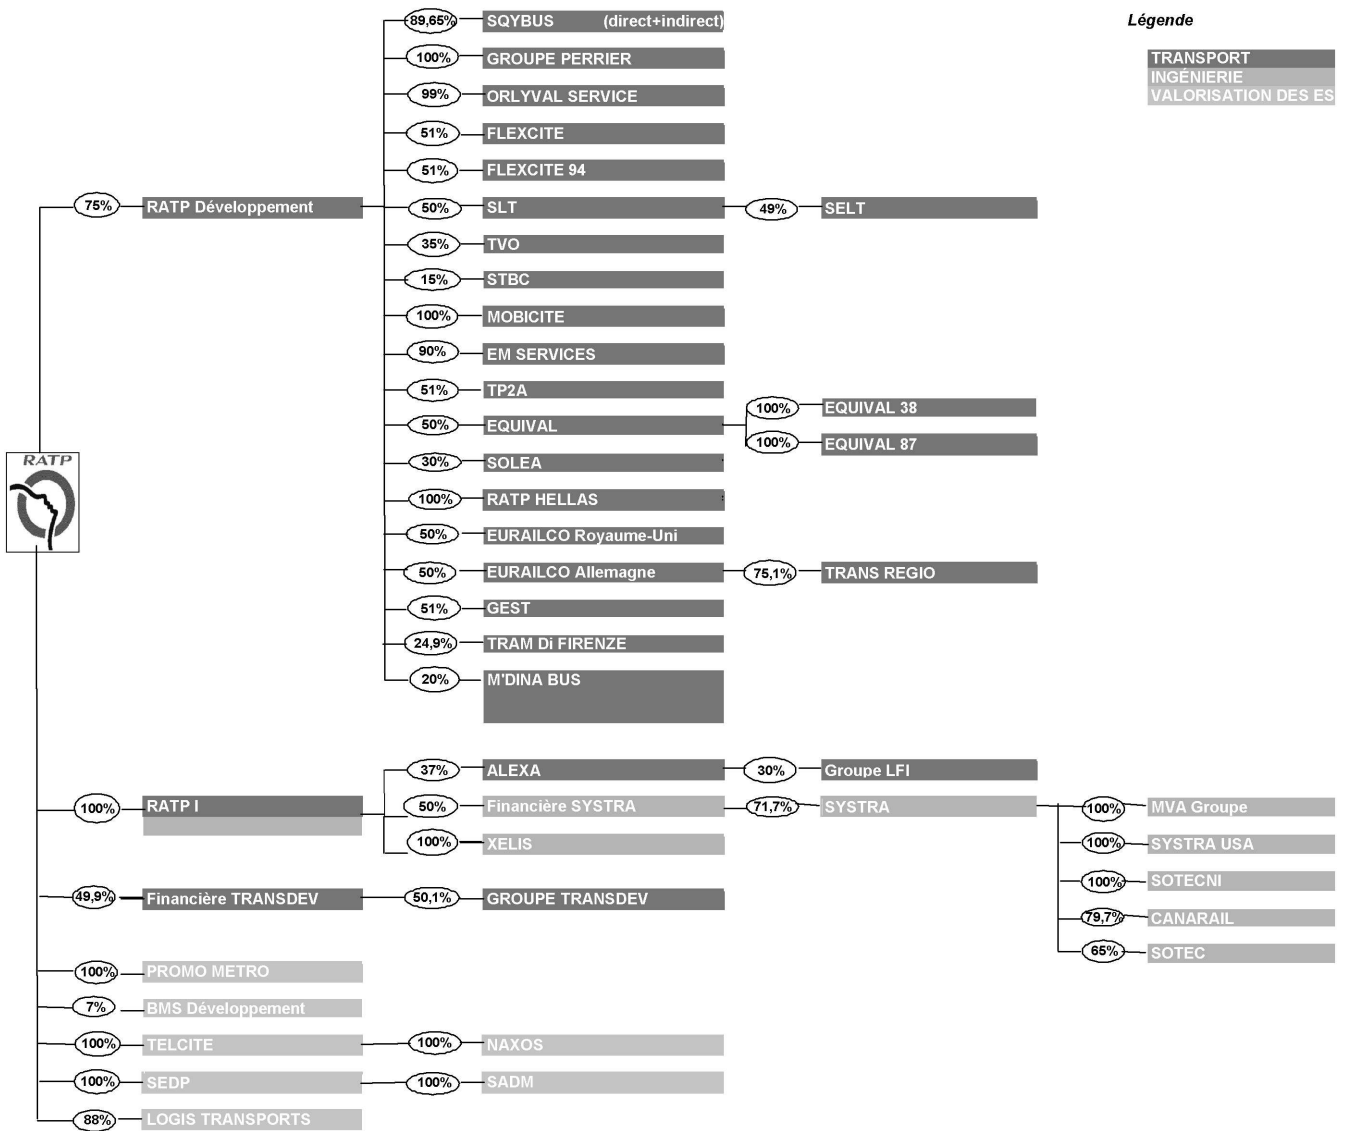 Légende
TRANSPORT
INGÉNIERIE
VALORISATION DES ES
89,65% SQYBUS (direct+indirect)
100% GROUPE PERRIER
99% ORLYVAL SERVICE
51% FLEXCITE
51% FLEXCITE 94
75% RATP Développement 50% SLT 49% SELT
35% TVO
15% STBC
100% MOBICITE
90% EM SERVICES
51% TP2A
100% EQUIVAL 38
50% EQUIVAL
100% EQUIVAL 87
RATP
30% SOLEA
100% RATP HELLAS
50% EURAILCO Royaume-Uni
50% EURAILCO Allemagne 75,1% TRANS REGIO
51% GEST
24,9% TRAM Di FIRENZE
20% M'DINA BUS
37% ALEXA 30% Groupe LFI
100% RATP I 50% Financière SYSTRA 71,7% SYSTRA 100% MVA Groupe
100% XELIS 100% SYSTRA USA
100% SOTECNI
49,9% Financière TRANSDEV 50,1% GROUPE TRANSDEV
79,7% CANARAIL
65% SOTEC
100% PROMO METRO
7% BMS Développement
100% TELCITE 100% NAXOS
100% SEDP 100% SADM
88% LOGIS TRANSPORTS